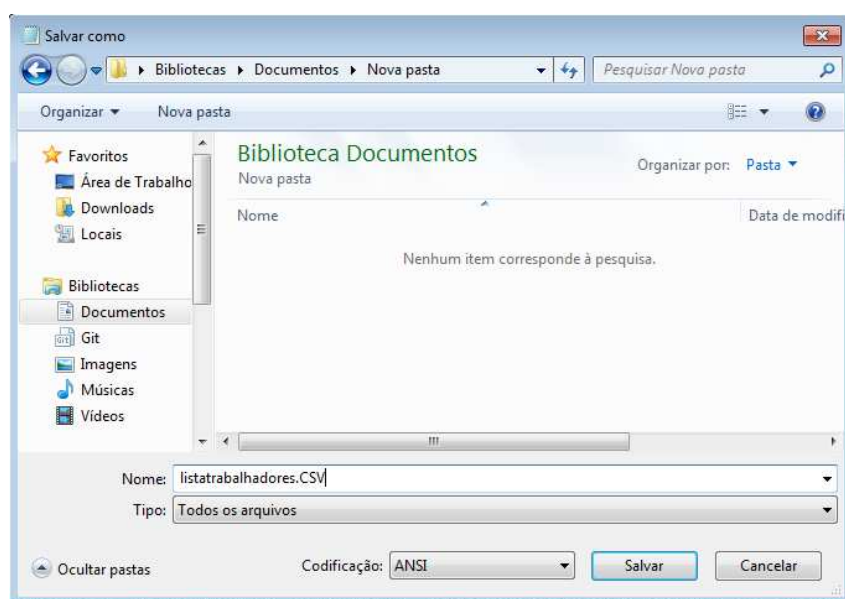 Salvar como
Bibliotecas ▸ Documentos ▸ Nova pasta
Pesquisar Nova pasta
Organizar ▾ Nova pasta
Favoritos
Área de Trabalho
Downloads
Locais
Bibliotecas
Documentos
Git
Imagens
Músicas
Vídeos
Biblioteca Documentos
Nova pasta
Organizar por: Pasta ▾
Nome
Data de modifi
Nenhum item corresponde à pesquisa.
Nome: listatrabalhadores.CSV
Tipo: Todos os arquivos
Ocultar pastas
Codificação: ANSI
Salvar
Cancelar